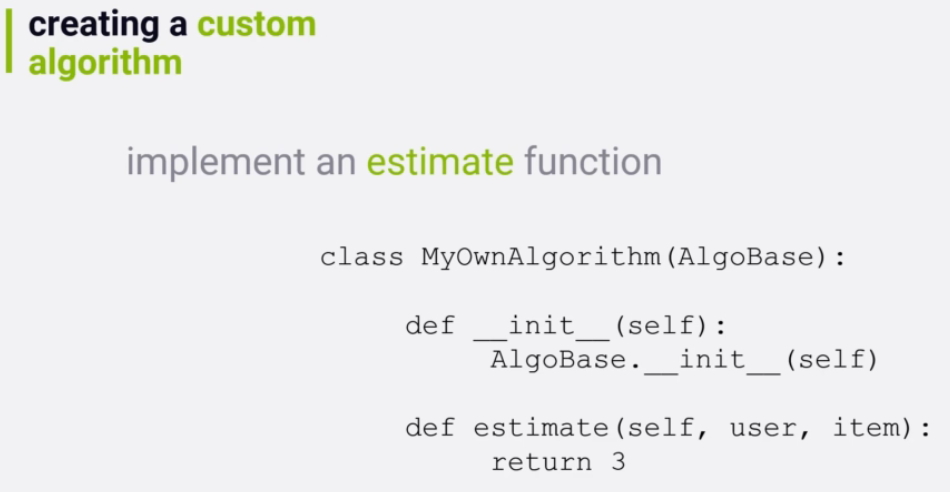 creating a custom
algorithm
implement an estimate function
class MyOwnAlgorithm(AlgoBase):
def __init__(self):
AlgoBase.__init__(self)
def estimate(self, user, item):
return 3